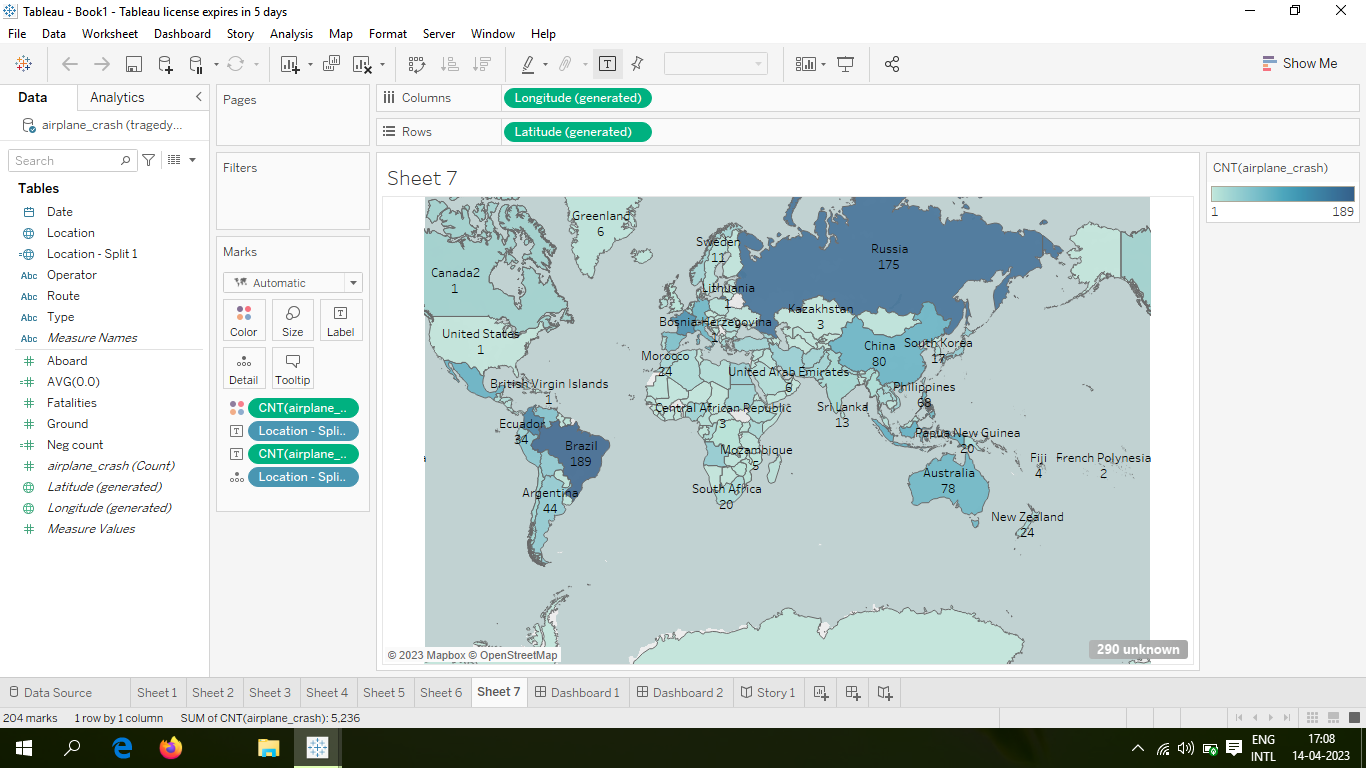 Tableau - Book1 - Tableau license expires in 5 days
File Data Worksheet Dashboard Story Analysis Map Format Server Window Help
Show Me
Data Analytics
airplane_crash (tragedy...
Search
Tables
Date
Location
Location - Split 1
Abc Operator
Abc Route
Abc Type
Abc Measure Names
Aboard
AVG(0.0)
Fatalities
Ground
Neg count
airplane_crash (Count)
Latitude (generated)
Longitude (generated)
Measure Values
Pages
Filters
Marks
Automatic
Color Size Label
Detail Tooltip
CNT(airplane_..
Location - Spli..
CNT(airplane_..
Location - Spli..
Columns Longitude (generated)
Rows Latitude (generated)
Sheet 7
Greenland
6
Sweden
11
Russia
175
Canada2
1
Lithuania
1
Kazakhstan
3
Bosnia-Herzegovina
1
United States
1
China
80
South Korea
17
Morocco
24
United Arab Emirates
6
British Virgin Islands
1
Philippines
68
Central African Republic
3
Sri Lanka
13
Ecuador
34
Papua New Guinea
20
Brazil
189
Mozambique
5
Fiji
4
French Polynesia
2
a
Australia
78
Argentina
44
South Africa
20
New Zealand
24
© 2023 Mapbox © OpenStreetMap
290 unknown
CNT(airplane_crash)
1 189
Data Source Sheet 1 Sheet 2 Sheet 3 Sheet 4 Sheet 5 Sheet 6 Sheet 7 Dashboard 1 Dashboard 2 Story 1
204 marks 1 row by 1 column SUM of CNT(airplane_crash): 5,236
ENG
INTL
17:08
14-04-2023